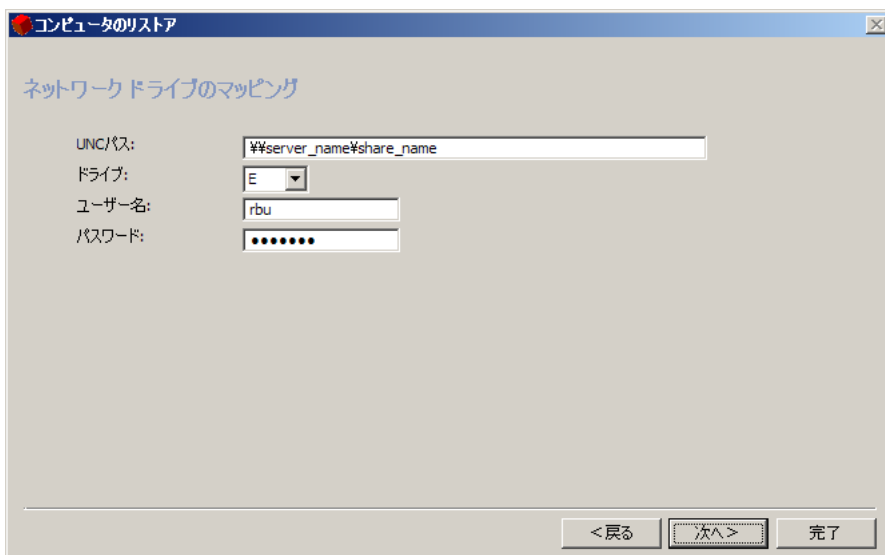 コンピュータのリストア
ネットワーク ドライブのマッピング
UNCパス: ¥¥server_name¥share_name
ドライブ: E
ユーザー名: rbu
パスワード: ●●●●●●●
<戻る 次へ> 完了